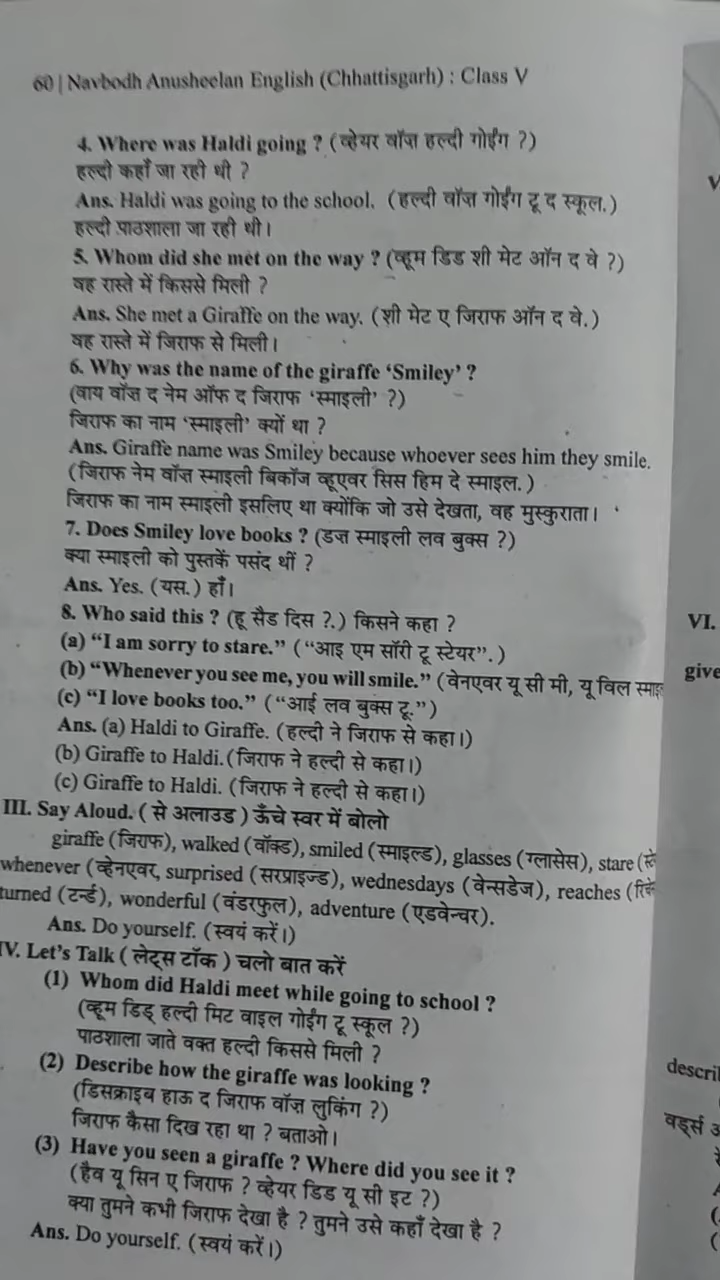 60 | Navbodh Anusheelan English (Chhattisgarh) : Class V
4. Where was Haldi going ? (व्हेयर वॉज़ हल्दी गोईंग ?)
हल्दी कहाँ जा रही थी ?
Ans. Haldi was going to the school. (हल्दी वॉज़ गोईंग टू द स्कूल.)
हल्दी पाठशाला जा रही थी।
5. Whom did she met on the way ? (व्हूम डिड शी मेट ऑन द वे ?)
वह रास्ते में किससे मिली ?
Ans. She met a Giraffe on the way. (शी मेट ए जिराफ ऑन द वे.)
वह रास्ते में जिराफ से मिली।
6. Why was the name of the giraffe ‘Smiley’ ?
(वाय वॉज़ द नेम ऑफ द जिराफ ‘स्माइली’ ?)
जिराफ का नाम ‘स्माइली’ क्यों था ?
Ans. Giraffe name was Smiley because whoever sees him they smile.
(जिराफ नेम वॉज़ स्माइली बिकॉज व्हूएवर सिस हिम दे स्माइल.)
जिराफ का नाम स्माइली इसलिए था क्योंकि जो उसे देखता, वह मुस्कुराता।
7. Does Smiley love books ? (डज़ स्माइली लव बुक्स ?)
क्या स्माइली को पुस्तकें पसंद थीं ?
Ans. Yes. (यस.) हाँ।
8. Who said this ? (हू सैड दिस ?.) किसने कहा ?
(a) “I am sorry to stare.” (“आइ एम सॉरी टू स्टेयर”.)
(b) “Whenever you see me, you will smile.” (वेनएवर यू सी मी, यू विल
(c) “I love books too.” (“आई लव बुक्स टू.”)
Ans. (a) Haldi to Giraffe. (हल्दी ने जिराफ से कहा।)
(b) Giraffe to Haldi. (जिराफ ने हल्दी से कहा।)
(c) Giraffe to Haldi. (जिराफ ने हल्दी से कहा।)
III. Say Aloud. (से अलाउड) ऊँचे स्वर में बोलो
giraffe (जिराफ), walked (वॉक्ड), smiled (स्माइल्ड), glasses (ग्लासेस), stare
whenever (व्हेनएवर, surprised (सरप्राइज्ड), wednesdays (वेन्सडेज), reaches
turned (टर्न्ड), wonderful (वंडरफुल), adventure (एडवेन्चर).
Ans. Do yourself. (स्वयं करें।)
IV. Let's Talk (लेट्स टॉक) चलो बात करें
(1) Whom did Haldi meet while going to school ?
(व्हूम डिड् हल्दी मिट वाइल गोईंग टू स्कूल ?)
पाठशाला जाते वक्त हल्दी किससे मिली ?
(2) Describe how the giraffe was looking ?
(डिसक्राइब हाऊ द जिराफ वॉज़ लुकिंग ?)
जिराफ कैसा दिख रहा था ? बताओ।
(3) Have you seen a giraffe ? Where did you see it ?
(हैव यू सिन ए जिराफ ? व्हेयर डिड यू सी इट ?)
क्या तुमने कभी जिराफ देखा है ? तुमने उसे कहाँ देखा है ?
Ans. Do yourself. (स्वयं करें।)
V
VI.
give
वर्ड्स